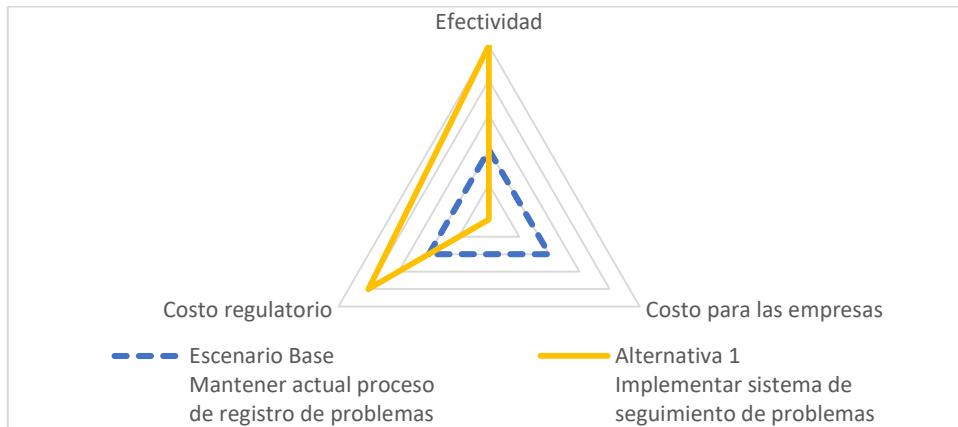 Efectividad
Costo regulatorio
Costo para las empresas
Escenario Base
Mantener actual proceso
de registro de problemas
Alternativa 1
Implementar sistema de
seguimiento de problemas